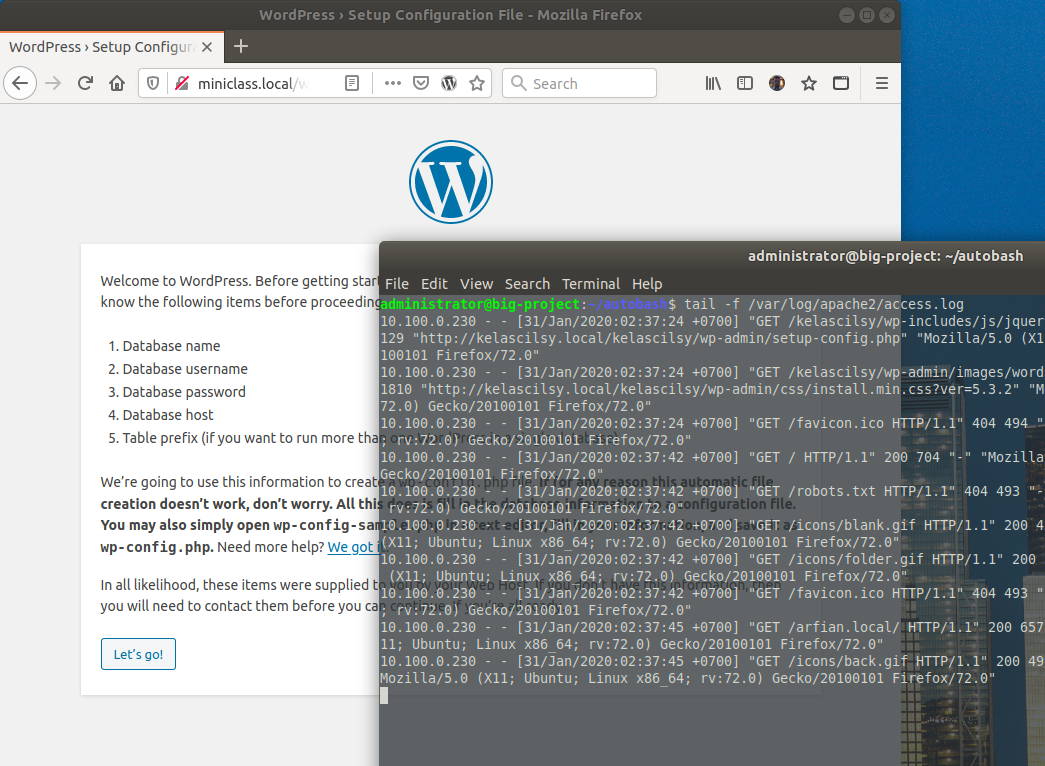 WordPress › Setup Configuration File - Mozilla Firefox
WordPress › Setup Configura
miniclass.local/w
Search
Welcome to WordPress. Before getting star
know the following items before proceeding
1. Database name
2. Database username
3. Database password
4. Database host
5. Table prefix (if you want to run more than
We're going to use this information to create a wp-config.php file. If for any reason this automatic file
creation doesn't work, don't worry. All this
You may also simply open wp-config-sam
wp-config.php. Need more help? We got i
In all likelihood, these items were supplied to you by your Web Host. If you don't have this information, then
you will need to contact them before you can
Let's go!
administrator@big-project: ~/autobash
File Edit View Search Terminal Help
administrator@big-project:~/autobash$ tail -f /var/log/apache2/access.log
10.100.0.230 - - [31/Jan/2020:02:37:24 +0700] "GET /kelascilsy/wp-includes/js/jquer
129 "http://kelascilsy.local/kelascilsy/wp-admin/setup-config.php" "Mozilla/5.0 (X1
100101 Firefox/72.0"
10.100.0.230 - - [31/Jan/2020:02:37:24 +0700] "GET /kelascilsy/wp-admin/images/word
1810 "http://kelascilsy.local/kelascilsy/wp-admin/css/install.min.css?ver=5.3.2" "M
72.0) Gecko/20100101 Firefox/72.0"
10.100.0.230 - - [31/Jan/2020:02:37:24 +0700] "GET /favicon.ico HTTP/1.1" 404 494 "
; rv:72.0) Gecko/20100101 Firefox/72.0"
10.100.0.230 - - [31/Jan/2020:02:37:42 +0700] "GET / HTTP/1.1" 200 704 "-" "Mozilla
Gecko/20100101 Firefox/72.0"
10.100.0.230 - - [31/Jan/2020:02:37:42 +0700] "GET /robots.txt HTTP/1.1" 404 493 "-
 rv:72.0) Gecko/20100101 Firefox/72.0"
10.100.0.230 - - [31/Jan/2020:02:37:42 +0700] "GET /icons/blank.gif HTTP/1.1" 200 4
(X11; Ubuntu; Linux x86_64; rv:72.0) Gecko/20100101 Firefox/72.0"
10.100.0.230 - - [31/Jan/2020:02:37:42 +0700] "GET /icons/folder.gif HTTP/1.1" 200
 (X11; Ubuntu; Linux x86_64; rv:72.0) Gecko/20100101 Firefox/72.0"
10.100.0.230 - - [31/Jan/2020:02:37:42 +0700] "GET /favicon.ico HTTP/1.1" 404 493 "
; rv:72.0) Gecko/20100101 Firefox/72.0"
10.100.0.230 - - [31/Jan/2020:02:37:45 +0700] "GET /arfian.local/ HTTP/1.1" 200 657
11; Ubuntu; Linux x86_64; rv:72.0) Gecko/20100101 Firefox/72.0"
10.100.0.230 - - [31/Jan/2020:02:37:45 +0700] "GET /icons/back.gif HTTP/1.1" 200 49
Mozilla/5.0 (X11; Ubuntu; Linux x86_64; rv:72.0) Gecko/20100101 Firefox/72.0"